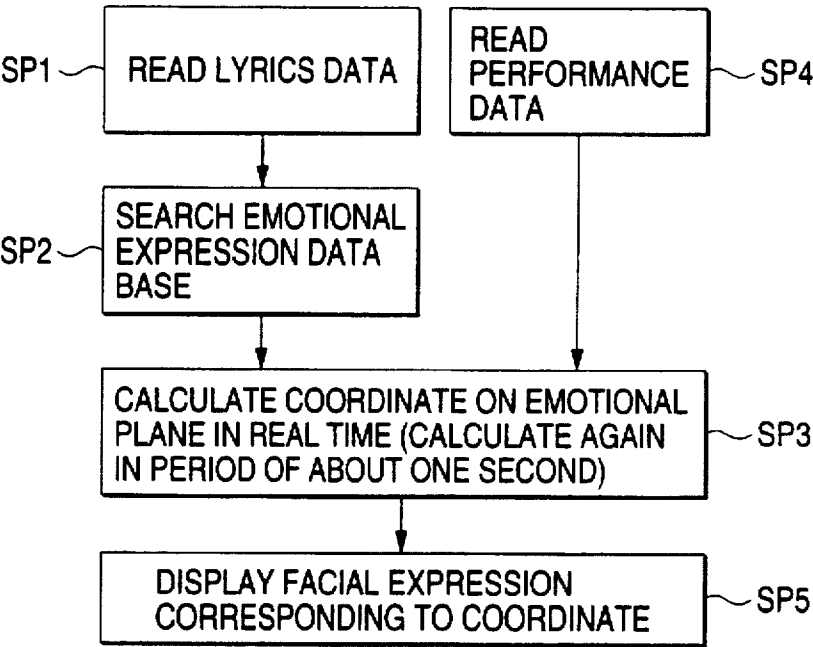 SP1
READ LYRICS DATA
READ
PERFORMANCE
DATA
SP4
SP2
SEARCH EMOTIONAL
EXPRESSION DATA
BASE
CALCULATE COORDINATE ON EMOTIONAL
PLANE IN REAL TIME (CALCULATE AGAIN
IN PERIOD OF ABOUT ONE SECOND)
SP3
DISPLAY FACIAL EXPRESSION
CORRESPONDING TO COORDINATE
SP5